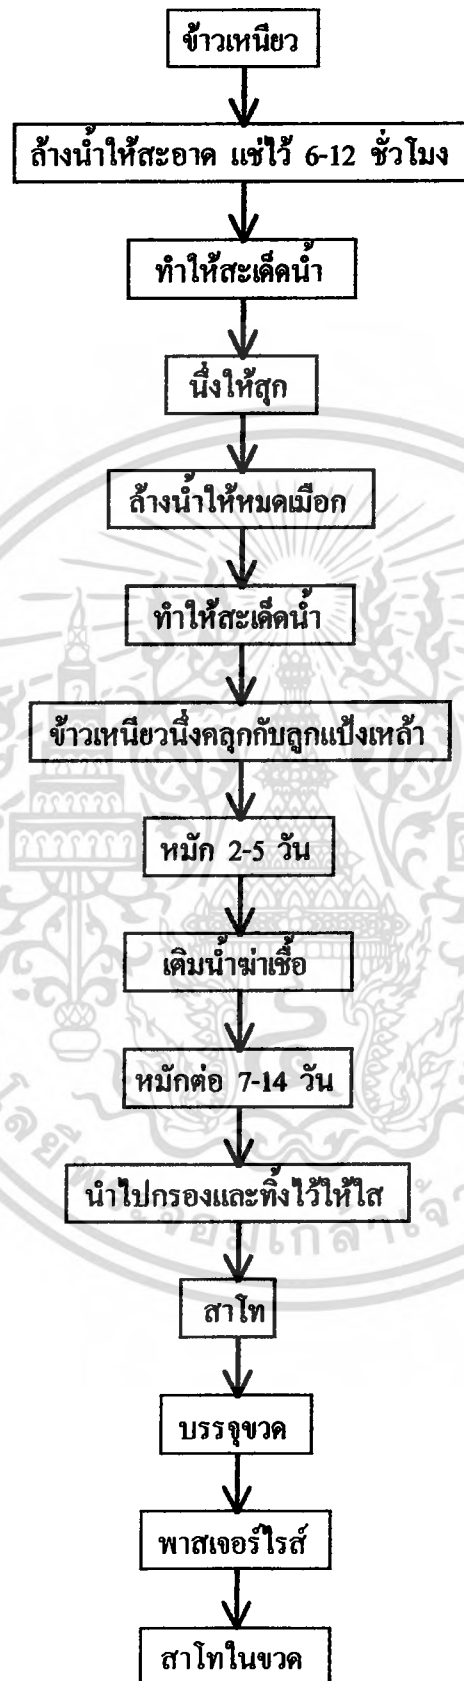 ข้าวเหนียว
ล้างน้ำให้สะอาด แช่ไว้ 6-12 ชั่วโมง
ทำให้สะเด็ดน้ำ
นึ่งให้สุก
ล้างน้ำให้หมดเมือก
ทำให้สะเด็ดน้ำ
ข้าวเหนียวนึ่งคลุกกับลูกแป้งเหล้า
หมัก 2-5 วัน
เติมน้ำฆ่าเชื้อ
หมักต่อ 7-14 วัน
นำไปกรองและทิ้งไว้ให้ใส
สาโท
บรรจุขวด
พาสเจอร์ไรส์
สาโทในขวด